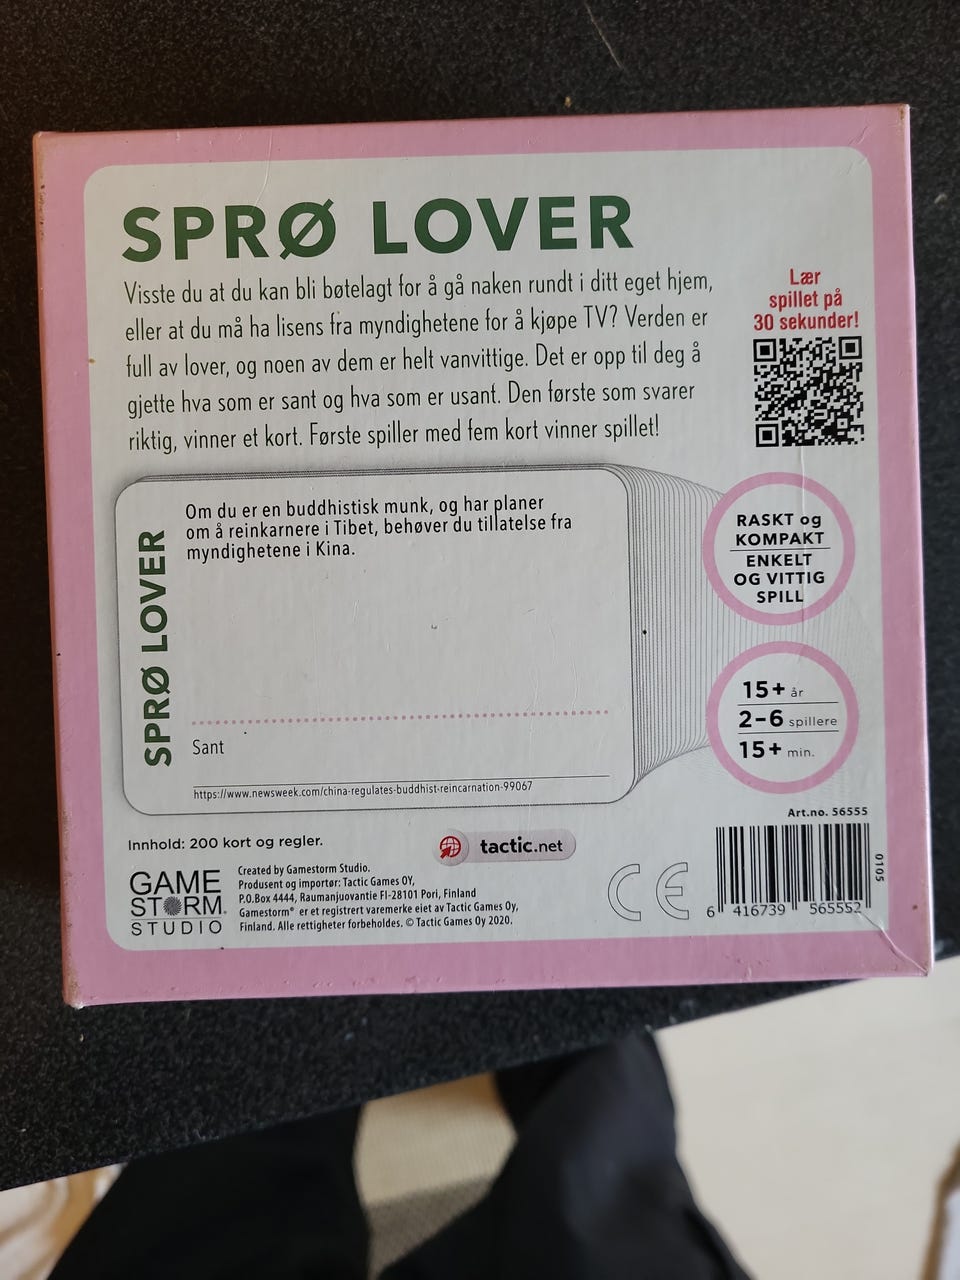 SPRØ LOVER
Visste du at du kan bli bøtelagt for å gå naken rundt i ditt eget hjem,
eller at du må ha lisens fra myndighetene for å kjøpe TV? Verden er
full av lover, og noen av dem er helt vanvittige. Det er opp til deg å
gjette hva som er sant og hva som er usant. Den første som svarer
riktig, vinner et kort. Første spiller med fem kort vinner spillet!
Lær
spillet på
30 sekunder!
SPRØ LOVER
Om du er en buddhistisk munk, og har planer
om å reinkarnere i Tibet, behøver du tillatelse fra
myndighetene i Kina.
Sant
https://www.newsweek.com/china-regulates-buddhist-reincarnation-99067
RASKT og
KOMPAKT
ENKELT
OG VITTIG
SPILL
15+ år
2-6 spillere
15+ min.
Innhold: 200 kort og regler.
tactic.net
Art.no. 56555
GAME
STORM®
STUDIO
Created by Gamestorm Studio.
Produsent og importør: Tactic Games OY,
P.O.Box 4444, Raumanjuovantie FI-28101 Pori, Finland
Gamestorm® er et registrert varemerke eiet av Tactic Games Oy,
Finland. Alle rettigheter forbeholdes. © Tactic Games Oy 2020.
CE
6 416739 565552
0105